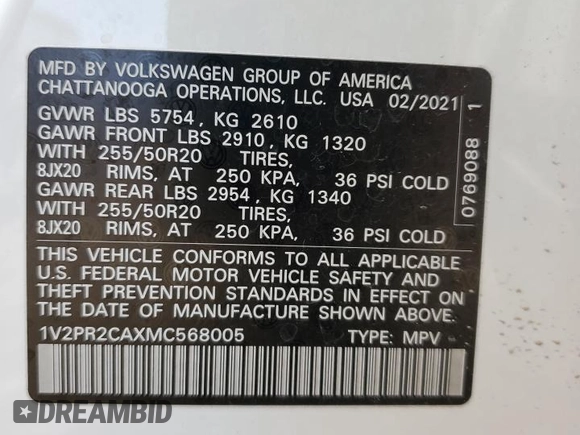 MFD BY VOLKSWAGEN GROUP OF AMERICA
CHATTANOOGA OPERATIONS, LLC. USA 02/2021
GVWR LBS 5754, KG 2610
GAWR FRONT LBS 2910, KG 1320
WITH 255/50R20 TIRES,
8JX20 RIMS, AT 250 KPA, 36 PSI COLD
GAWR REAR LBS 2954, KG 1340
WITH 255/50R20 TIRES,
8JX20 RIMS, AT 250 KPA, 36 PSI COLD
THIS VEHICLE CONFORMS TO ALL APPLICABLE
U.S. FEDERAL MOTOR VEHICLE SAFETY AND
THEFT PREVENTION STANDARDS IN EFFECT ON
THE DATE OF MANUFACTURE SHOWN ABOVE.
1V2PR2CAXMC568005 TYPE: MPV
0769088 1
DREAMBID